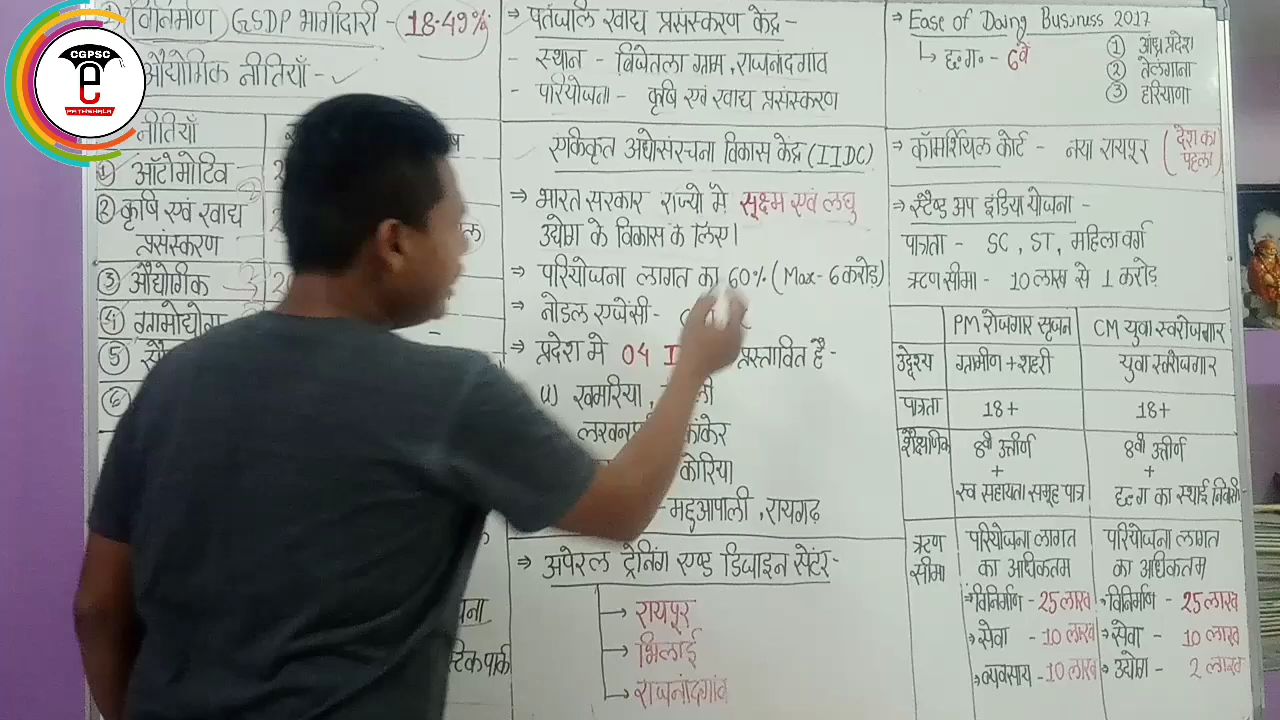 CGPSC
e
PATHSHALA
विनिर्माण GSDP भागीदारी - 18.49%
औद्योगिक नीतियाँ -
नीतियाँ
① ऑटोमोटिव
② कृषि एवं खाद्य
प्रसंस्करण
③ औद्योगिक
④ ग्रामोद्योग
⑤
⑥
→ पतंजलि खाद्य प्रसंस्करण केंद्र -
- स्थान - विजेतला ग्राम, राजनांदगांव
- परियोजना - कृषि एवं खाद्य प्रसंस्करण
एकीकृत अधोसंरचना विकास केंद्र (IIDC)
→ भारत सरकार राज्यो मे सूक्ष्म एवं लघु
उद्योग के विकास के लिए।
→ परियोजना लागत का 60% (Max - 6 करोड़)
→ नोडल एजेंसी -
→ प्रदेश मे 04 प्रस्तावित है -
खमारिया,
कांकेर
कोरिया
- महुआपाली, रायगढ़
→ अपेरल ट्रेनिंग एण्ड डिजाइन सेंटर -
→ रायपूर
→ भिलाई
→ राजनांदगांव
→ Ease of Doing Business 2017
↳ छ.ग. - 6वें
① आंध्र प्रदेश
② तेलंगाना
③ हरियाणा
→ कॉमर्शियल कोर्ट - नया रायपूर (देश का पहला)
→ स्टैण्ड अप इंडिया योजना -
पात्रता - SC, ST, महिला वर्ग
ऋण सीमा - 10 लाख से 1 करोड़
PM रोजगार सृजन CM युवा स्वरोजगार
उद्देश्य ग्रामीण + शहरी युवा स्वरोजगार
पात्रता 18+ 18+
शैक्षणिक 8वी उत्तीर्ण 8वी उत्तीर्ण
+ +
स्व सहायता समूह पात्र छ.ग का स्थाई निवासी
ऋण परियोजना लागत परियोजना लागत
सीमा का अधिकतम का अधिकतम
→ विनिर्माण - 25 लाख → विनिर्माण - 25 लाख
→ सेवा - 10 लाख → सेवा - 10 लाख
→ व्यवसाय - 10 लाख → उद्योग - 2 लाख